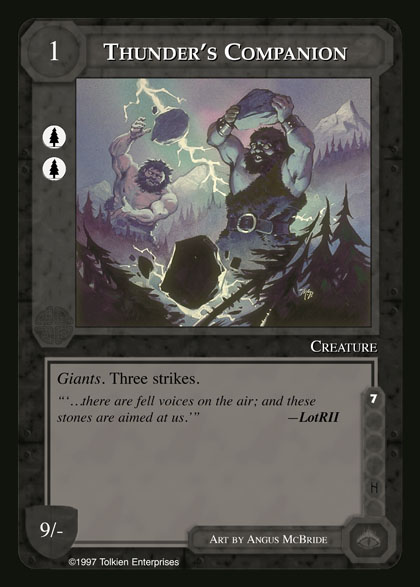 1
THUNDER'S COMPANION
CREATURE
Giants. Three strikes.
"'...there are fell voices on the air; and these
stones are aimed at us.'" —LotRII
7
9/-
ART BY ANGUS MCBRIDE
©1997 Tolkien Enterprises